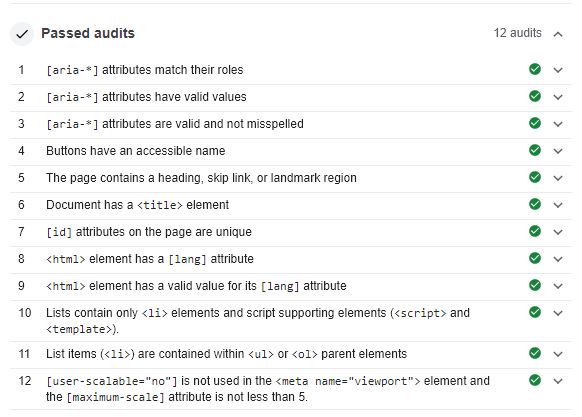 Passed audits 12 audits
1 [aria-*] attributes match their roles
2 [aria-*] attributes have valid values
3 [aria-*] attributes are valid and not misspelled
4 Buttons have an accessible name
5 The page contains a heading, skip link, or landmark region
6 Document has a <title> element
7 [id] attributes on the page are unique
8 <html> element has a [lang] attribute
9 <html> element has a valid value for its [lang] attribute
10 Lists contain only <li> elements and script supporting elements (<script> and
<template>).
11 List items (<li>) are contained within <ul> or <ol> parent elements
12 [user-scalable="no"] is not used in the <meta name="viewport"> element and
the [maximum-scale] attribute is not less than 5.